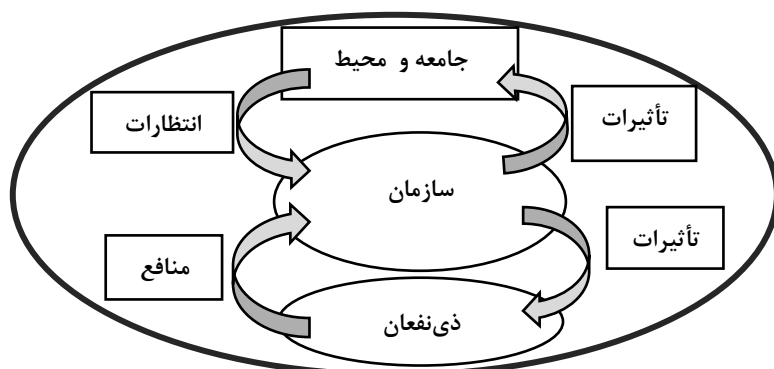 جامعه و محیط
تأثیرات
انتظارات
سازمان
تأثیرات
منافع
ذی‌نفعان